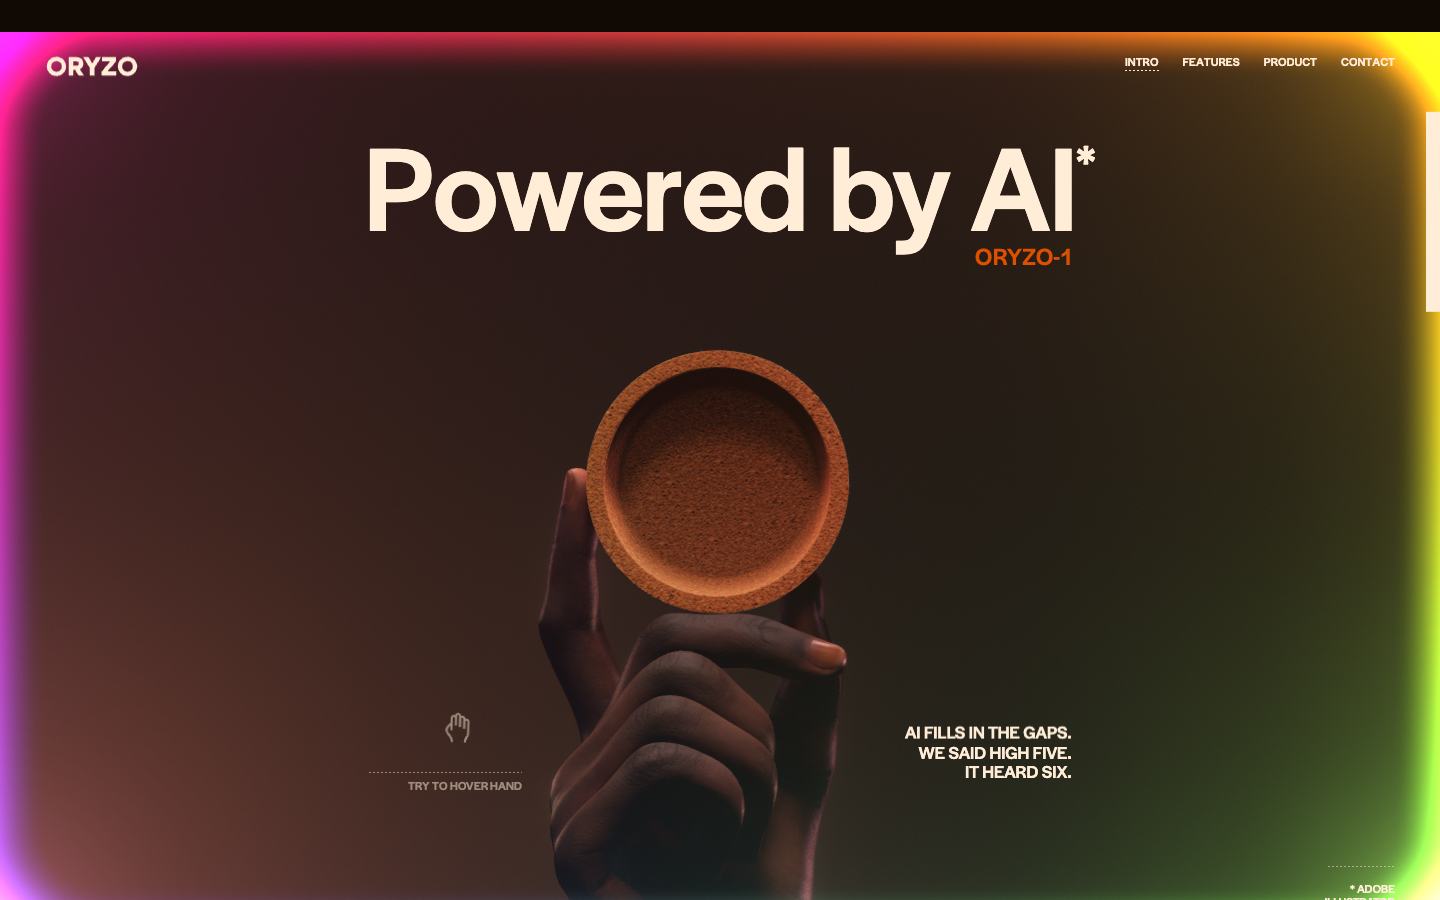 ORYZO
INTRO FEATURES PRODUCT CONTACT
Powered by AI*
ORYZO-1
AI FILLS IN THE GAPS.
WE SAID HIGH FIVE.
IT HEARD SIX.
TRY TO HOVER HAND
* ADOBE